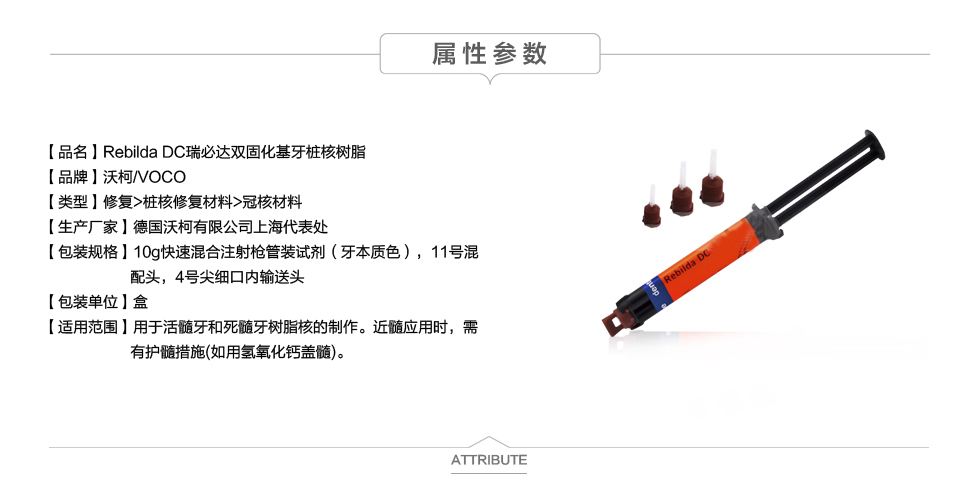 属性参数
【品名】Rebilda DC瑞必达双固化基牙桩核树脂
【品牌】沃柯/VOCO
【类型】修复>桩核修复材料>冠核材料
【生产厂家】德国沃柯有限公司上海代表处
【包装规格】10g快速混合注射枪管装试剂（牙本质色），11号混
配头，4号尖细口内输送头
【包装单位】盒
【适用范围】用于活髓牙和死髓牙树脂核的制作。近髓应用时，需
有护髓措施(如用氢氧化钙盖髓)。
Rebilda DC
ATTRIBUTE